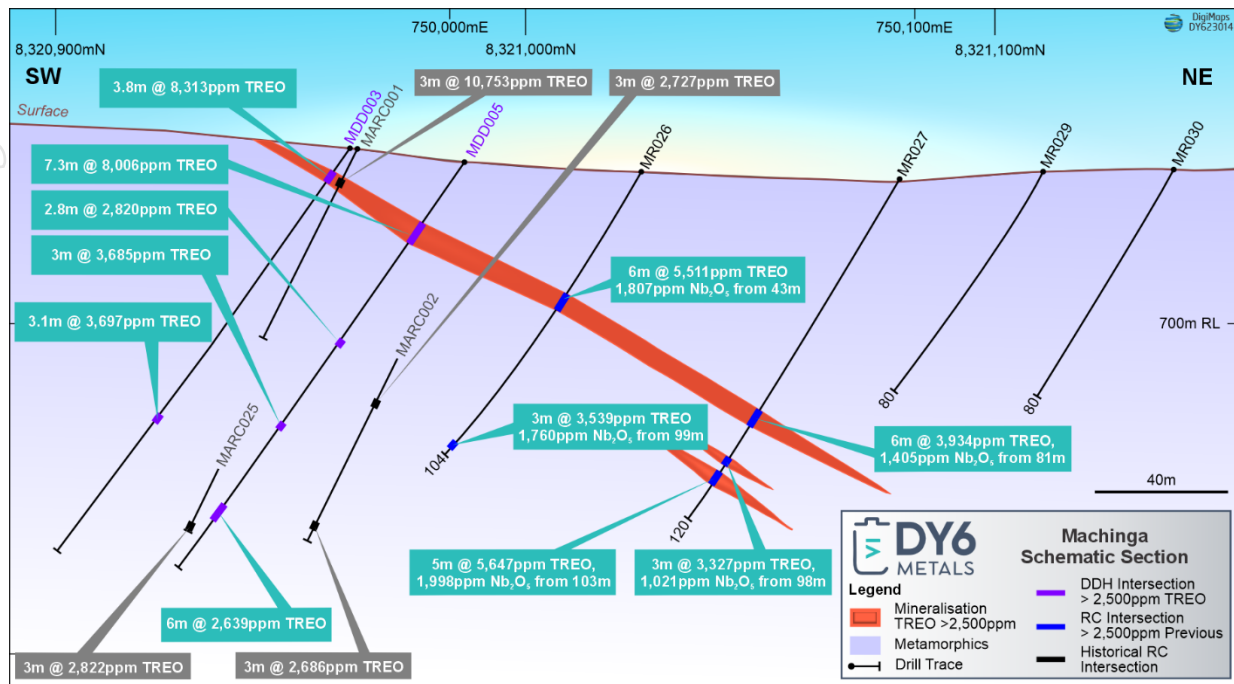 DigiMaps
DY623014
750,000mE
750,100mE
8,320,900mN
8,321,000mN
8,321,100mN
SW
NE
3.8m @ 8,313ppm TREO
3m @ 10,753ppm TREO
3m @ 2,727ppm TREO
Surface
MDD003
MARC001
MDD005
MR026
MR027
MR029
MR030
7.3m @ 8,006ppm TREO
2.8m @ 2,820ppm TREO
3m @ 3,685ppm TREO
6m @ 5,511ppm TREO
1,807ppm Nb₂O₅ from 43m
3.1m @ 3,697ppm TREO
MARC002
700m RL
80
80
3m @ 3,539ppm TREO
1,760ppm Nb₂O₅ from 99m
MARC025
104
6m @ 3,934ppm TREO,
1,405ppm Nb₂O₅ from 81m
40m
120
5m @ 5,647ppm TREO,
1,998ppm Nb₂O₅ from 103m
3m @ 3,327ppm TREO,
1,021ppm Nb₂O₅ from 98m
6m @ 2,639ppm TREO
3m @ 2,822ppm TREO
3m @ 2,686ppm TREO
DY6
METALS
Machinga
Schematic Section
Legend
Mineralisation
TREO >2,500ppm
Metamorphics
Drill Trace
DDH Intersection
> 2,500ppm TREO
RC Intersection
> 2,500ppm Previous
Historical RC
Intersection